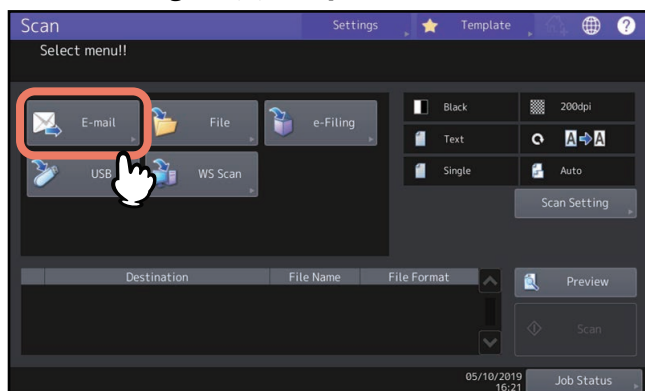 Scan
Settings
Template
?
Select menu!!
E-mail
File
e-Filing
USB
WS Scan
Black
200dpi
Text
A A
Single
Auto
Scan Setting
Destination File Name File Format
Preview
Scan
05/10/2019
16:21
Job Status